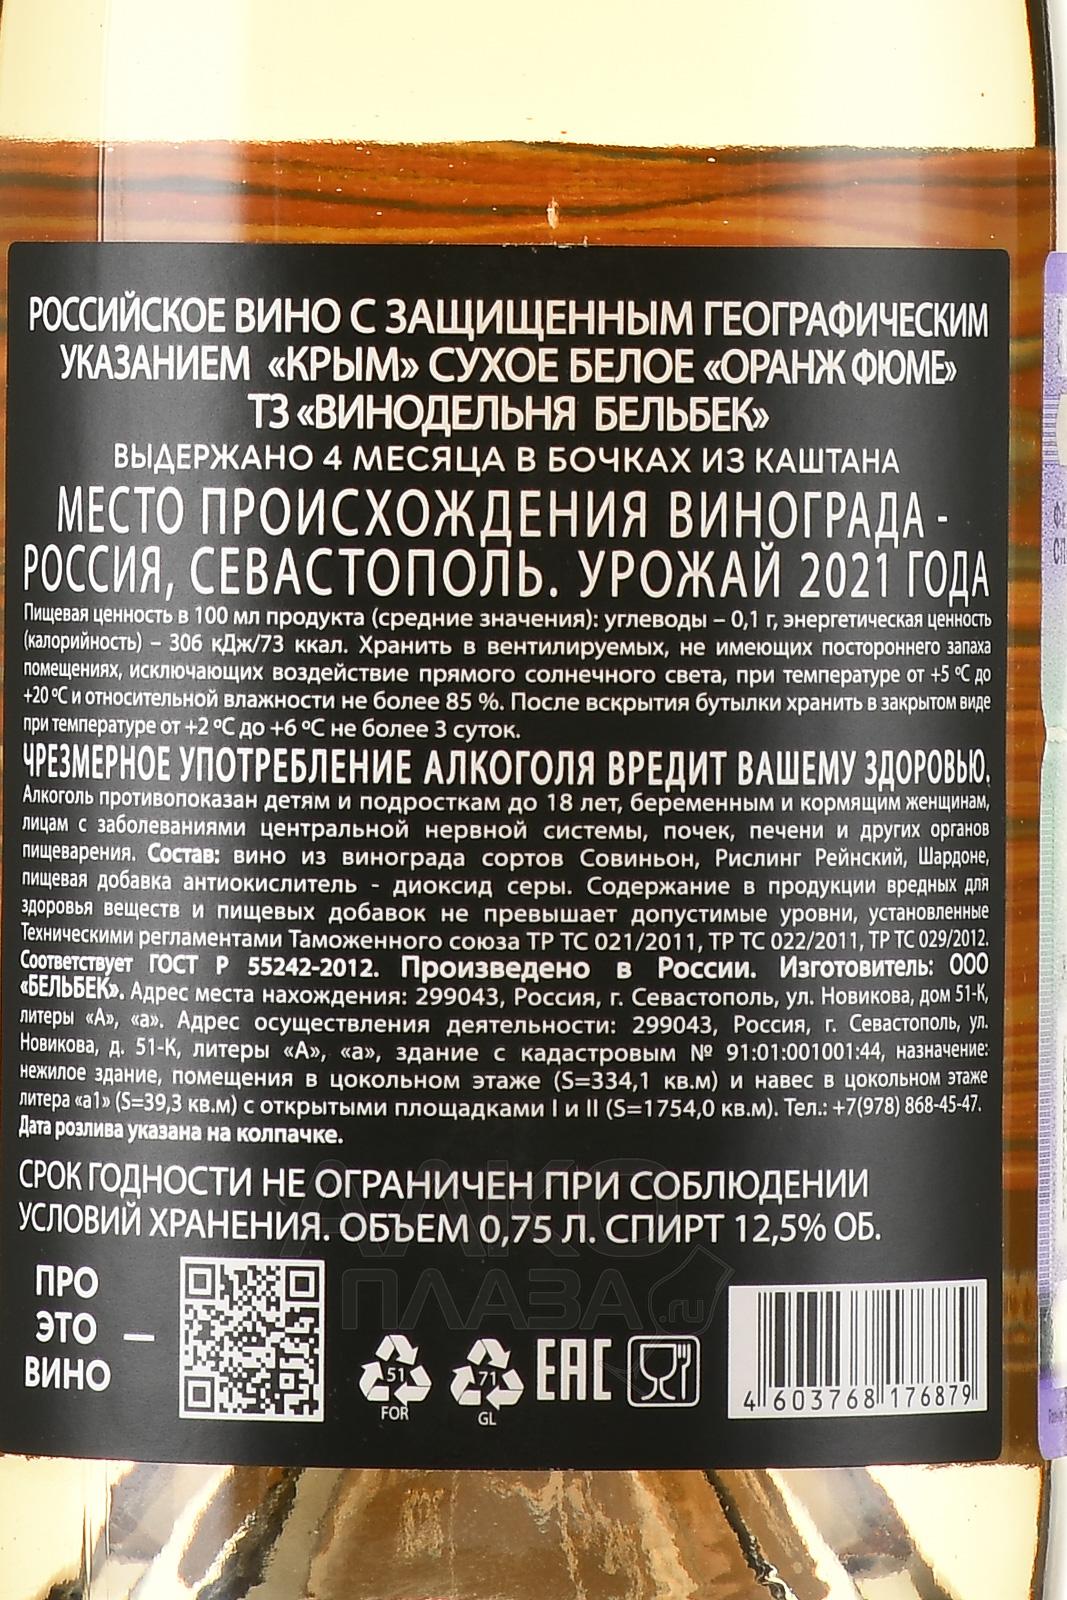 РОССИЙСКОЕ ВИНО С ЗАЩИЩЕННЫМ ГЕОГРАФИЧЕСКИМ
УКАЗАНИЕМ «КРЫМ» СУХОЕ БЕЛОЕ «ОРАНЖ ФЮМЕ»
ТЗ «ВИНОДЕЛЬНЯ БЕЛЬБЕК»
ВЫДЕРЖАНО 4 МЕСЯЦА В БОЧКАХ ИЗ КАШТАНА
МЕСТО ПРОИСХОЖДЕНИЯ ВИНОГРАДА -
РОССИЯ, СЕВАСТОПОЛЬ. УРОЖАЙ 2021 ГОДА
Пищевая ценность в 100 мл продукта (средние значения): углеводы – 0,1 г, энергетическая ценность
(калорийность) – 306 кДж/73 ккал. Хранить в вентилируемых, не имеющих постороннего запаха
помещениях, исключающих воздействие прямого солнечного света, при температуре от +5 ºС до
+20 ºС и относительной влажности не более 85 %. После вскрытия бутылки хранить в закрытом виде
при температуре от +2 ºС до +6 ºС не более 3 суток.
ЧРЕЗМЕРНОЕ УПОТРЕБЛЕНИЕ АЛКОГОЛЯ ВРЕДИТ ВАШЕМУ ЗДОРОВЬЮ.
Алкоголь противопоказан детям и подросткам до 18 лет, беременным и кормящим женщинам,
лицам с заболеваниями центральной нервной системы, почек, печени и других органов
пищеварения. Состав: вино из винограда сортов Совиньон, Рислинг Рейнский, Шардоне,
пищевая добавка антиокислитель - диоксид серы. Содержание в продукции вредных для
здоровья веществ и пищевых добавок не превышает допустимые уровни, установленные
Техническими регламентами Таможенного союза ТР ТС 021/2011, ТР ТС 022/2011, ТР ТС 029/2012.
Соответствует ГОСТ Р 55242-2012. Произведено в России. Изготовитель: ООО
«БЕЛЬБЕК». Адрес места нахождения: 299043, Россия, г. Севастополь, ул. Новикова, дом 51-К,
литеры «А», «а». Адрес осуществления деятельности: 299043, Россия, г. Севастополь, ул.
Новикова, д. 51-К, литеры «А», «а», здание с кадастровым № 91:01:001001:44, назначение:
нежилое здание, помещения в цокольном этаже (S=334,1 кв.м) и навес в цокольном этаже
литера «а1» (S=39,3 кв.м) с открытыми площадками I и II (S=1754,0 кв.м). Тел.: +7(978) 868-45-47.
Дата розлива указана на колпачке.
СРОК ГОДНОСТИ НЕ ОГРАНИЧЕН ПРИ СОБЛЮДЕНИИ
УСЛОВИЙ ХРАНЕНИЯ. ОБЪЕМ 0,75 Л. СПИРТ 12,5% ОБ.
ПРО
ЭТО —
ВИНО
51
FOR
71
GL
EAC
4 603768 176879
АЛКО
ПЛАЗА.ru